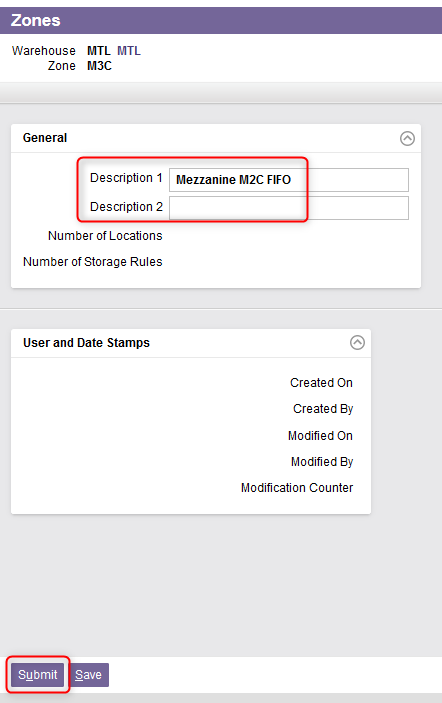 Zones
Warehouse MTL MTL
Zone M3C
General
Description 1 Mezzanine M2C FIFO
Description 2
Number of Locations
Number of Storage Rules
User and Date Stamps
Created On
Created By
Modified On
Modified By
Modification Counter
Submit Save